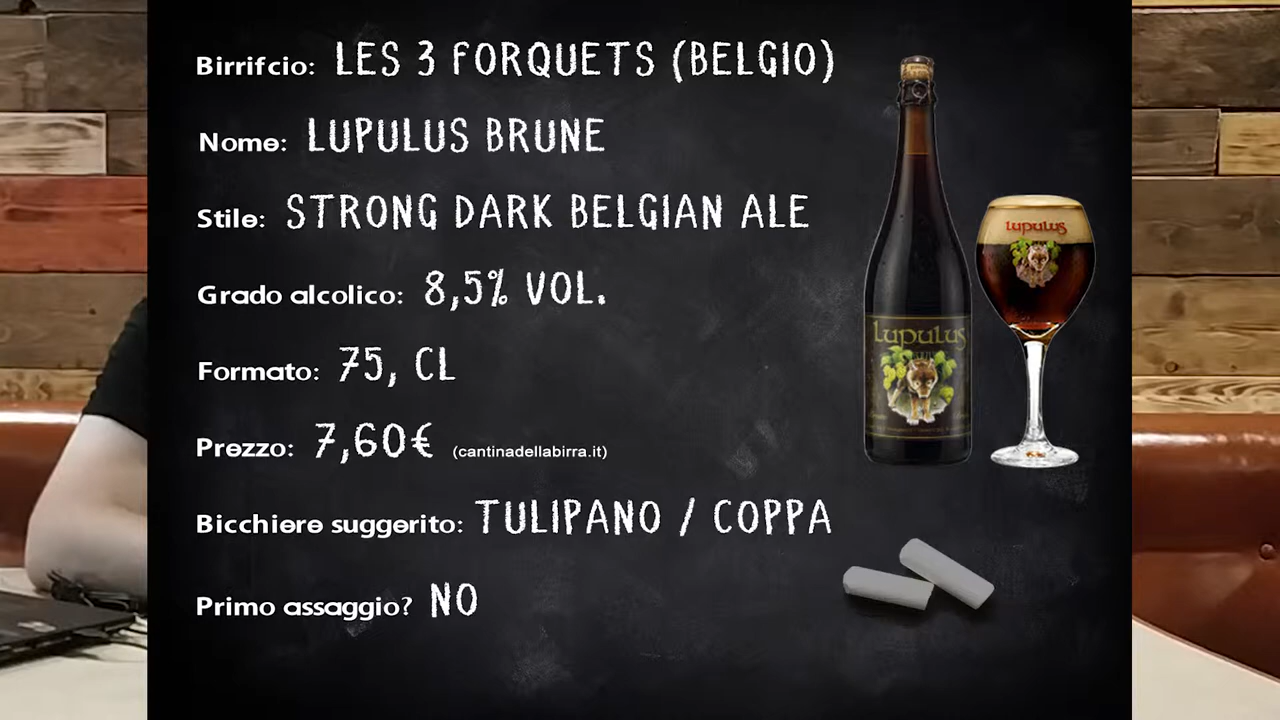 Birrifcio: LES 3 FORQUETS (BELGIO)
Nome: LUPULUS BRUNE
Stile: STRONG DARK BELGIAN ALE
Grado alcolico: 8,5% VOL.
Formato: 75, CL
Prezzo: 7,60€ (cantinadellabirra.it)
Bicchiere suggerito: TULIPANO / COPPA
Primo assaggio? NO
lupulus
Lupulus